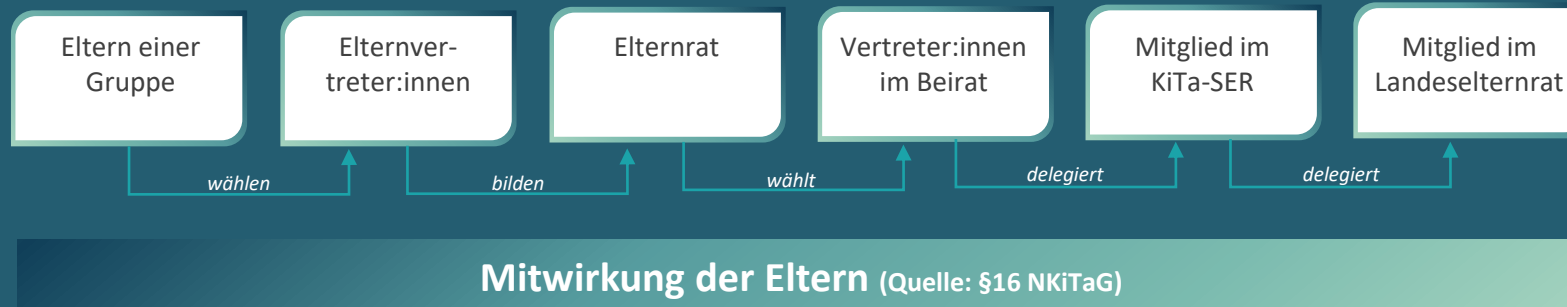 Eltern einer
Gruppe
Elternver-
treter:innen
Elternrat
Vertreter:innen
im Beirat
Mitglied im
KiTa-SER
Mitglied im
Landeselternrat
wählen
bilden
wählt
delegiert
delegiert
Mitwirkung der Eltern (Quelle: §16 NKiTaG)